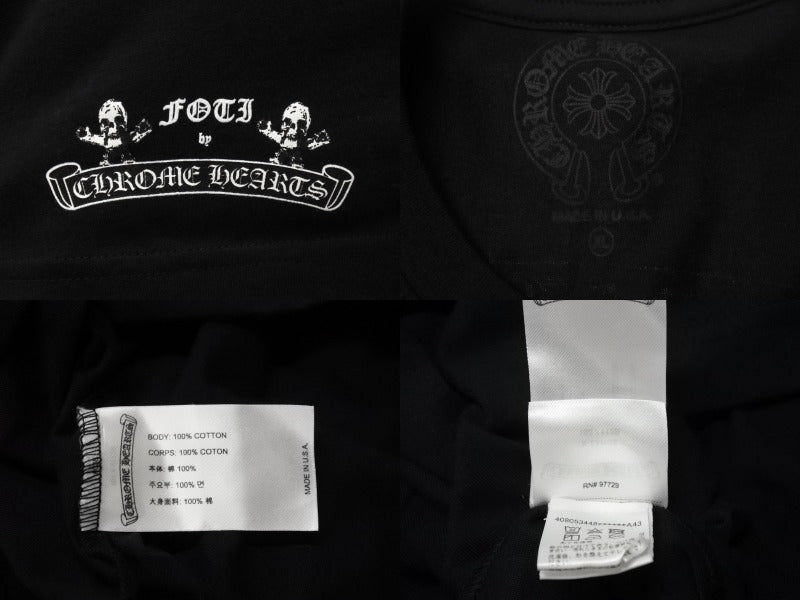 FOTI
by
CHROME HEARTS
CHROME HEARTS
®
MADE IN U.S.A.
XL
CHROME HEARTS
BODY: 100% COTTON
CORPS: 100% COTON
本体: 棉 100%
주요부: 100% 면
大身面料: 100% 棉
MADE IN U.S.A.
RN# 97729